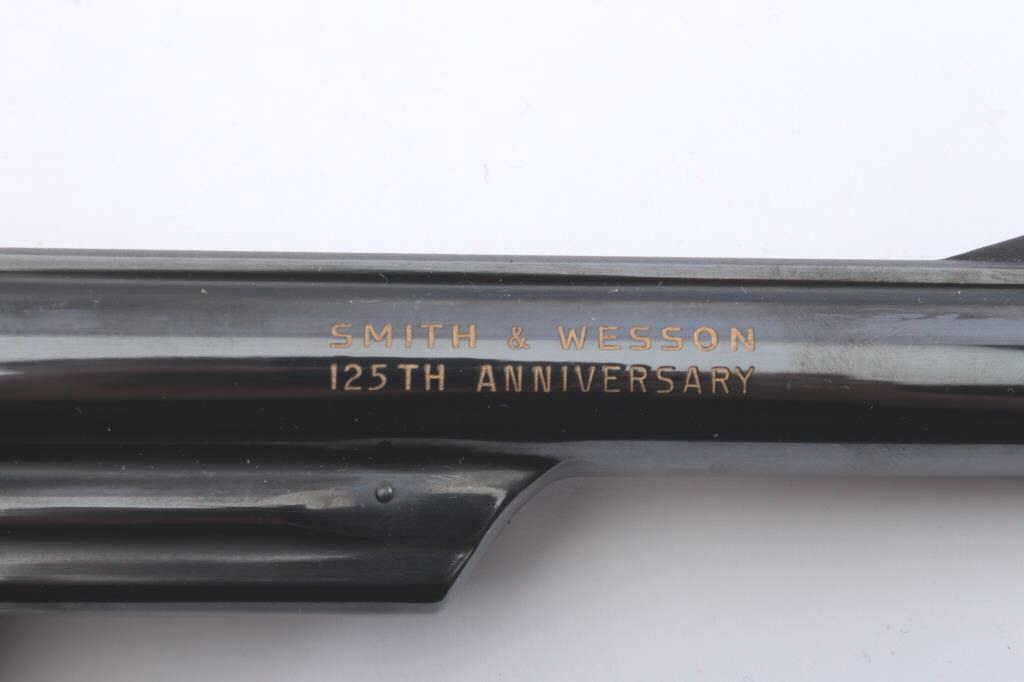 SMITH & WESSON
125TH ANNIVERSARY